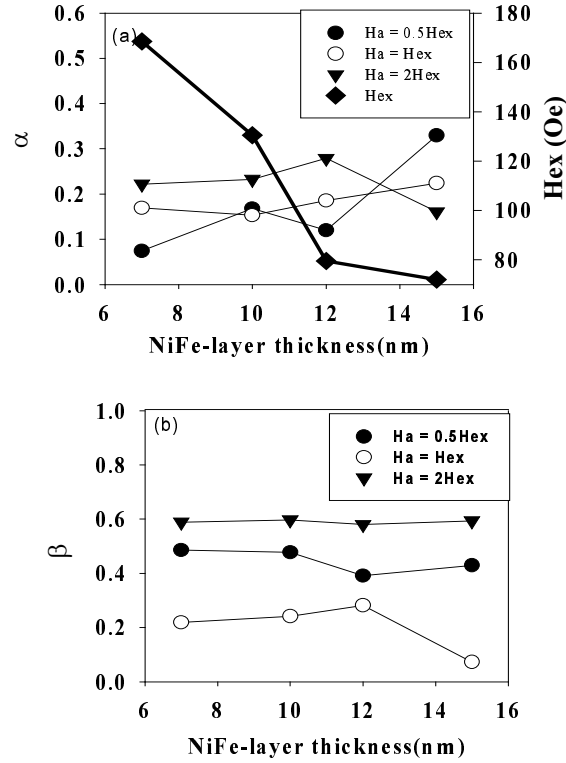 (a)
Ha = 0.5Hex
Ha = Hex
Ha = 2Hex
Hex
0.6
0.5
0.4
0.3
0.2
0.1
0.0
α
180
160
140
120
100
80
Hex (Oe)
6 8 10 12 14 16
NiFe-layer thickness(nm)
(b)
Ha = 0.5Hex
Ha = Hex
Ha = 2Hex
1.0
0.8
0.6
0.4
0.2
0.0
β
6 8 10 12 14 16
NiFe-layer thickness(nm)